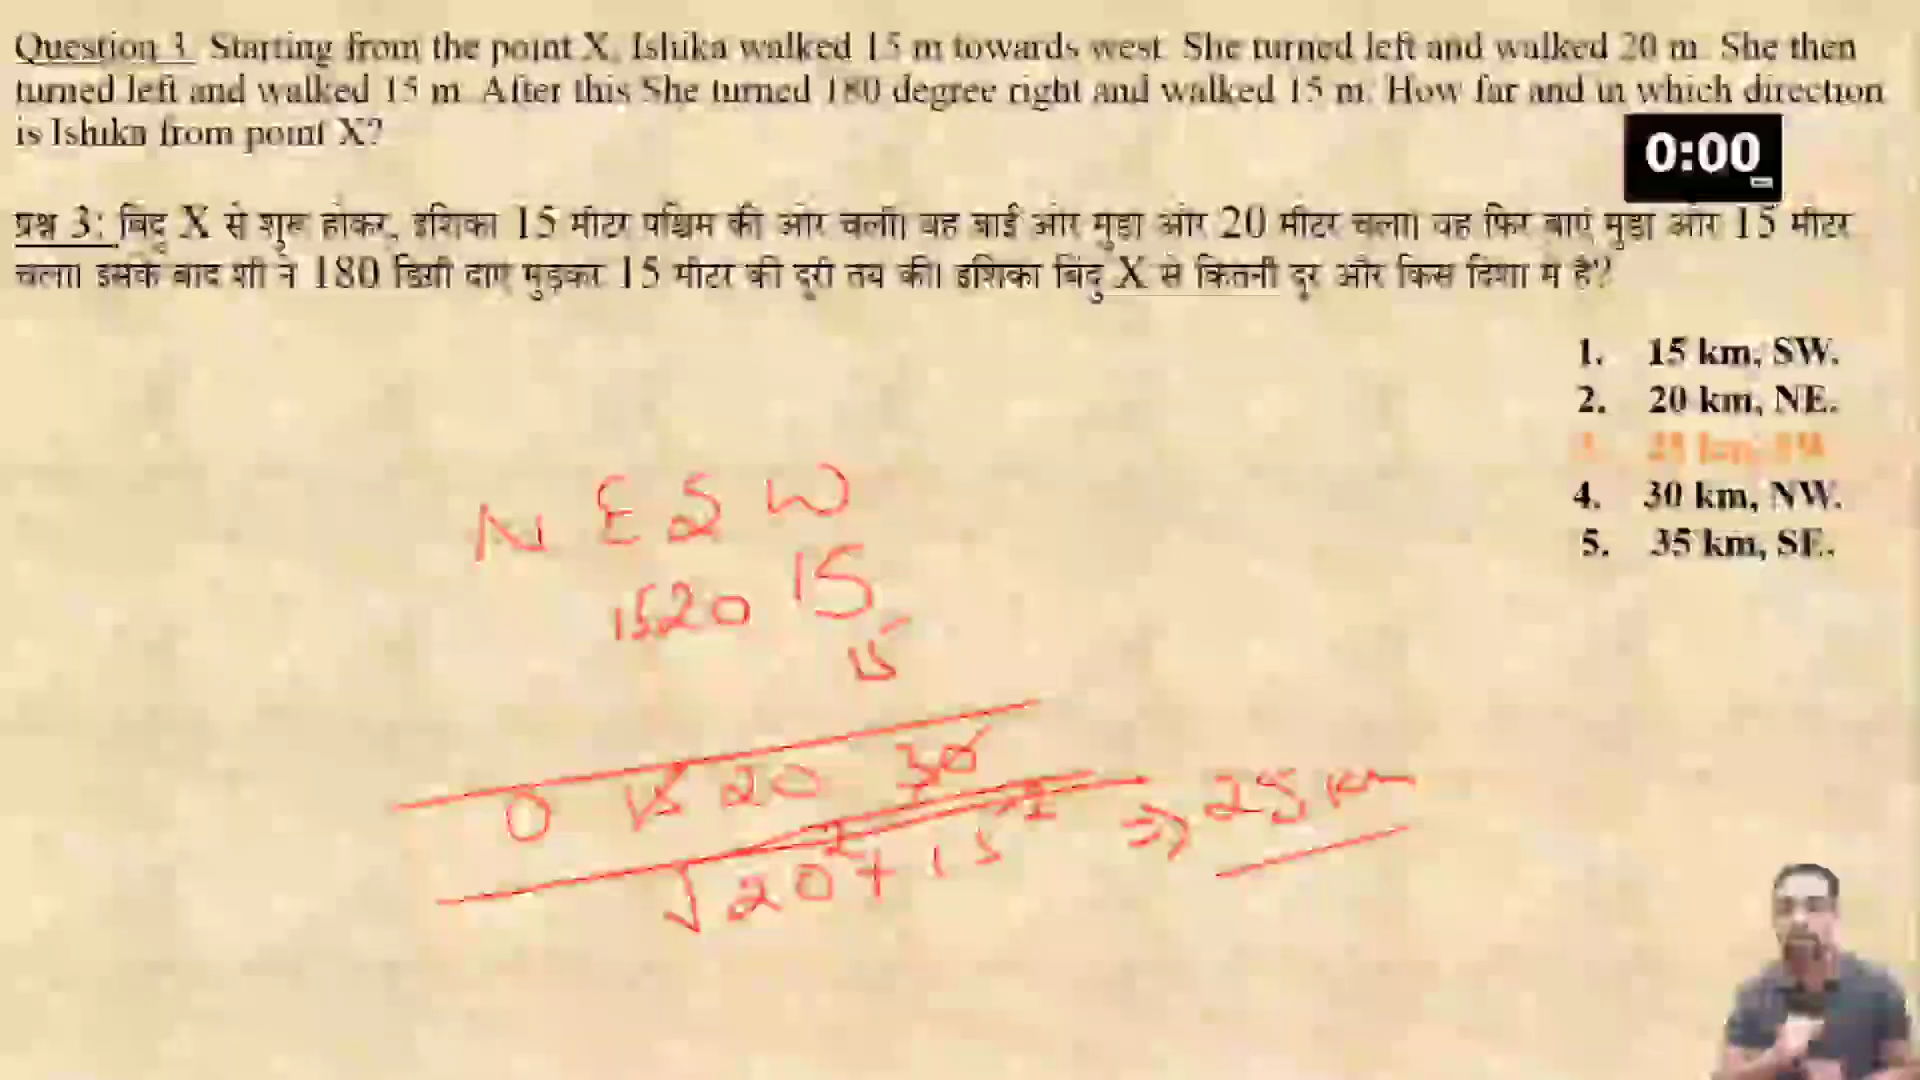 Question 3. Starting from the point X, Ishika walked 15 m towards west. She turned left and walked 20 m. She then
turned left and walked 15 m. After this She turned 180 degree right and walked 15 m. How far and in which direction
is Ishika from point X?
0:00
प्रश्न 3: बिंदु X से शुरू होकर, इशिका 15 मीटर पश्चिम की ओर चली। वह बाईं ओर मुड़ा और 20 मीटर चला। वह फिर बाएं मुड़ा और 15 मीटर
चला। इसके बाद शी ने 180 डिग्री दाएं मुड़कर 15 मीटर की दूरी तय की। इशिका बिंदु X से कितनी दूर और किस दिशा में है?
1. 15 km, SW.
2. 20 km, NE.
3. 25 km, SW.
4. 30 km, NW.
5. 35 km, SE.
N E S W
15 20 15
15
0 15 20 30
√20²+15² => 25 km